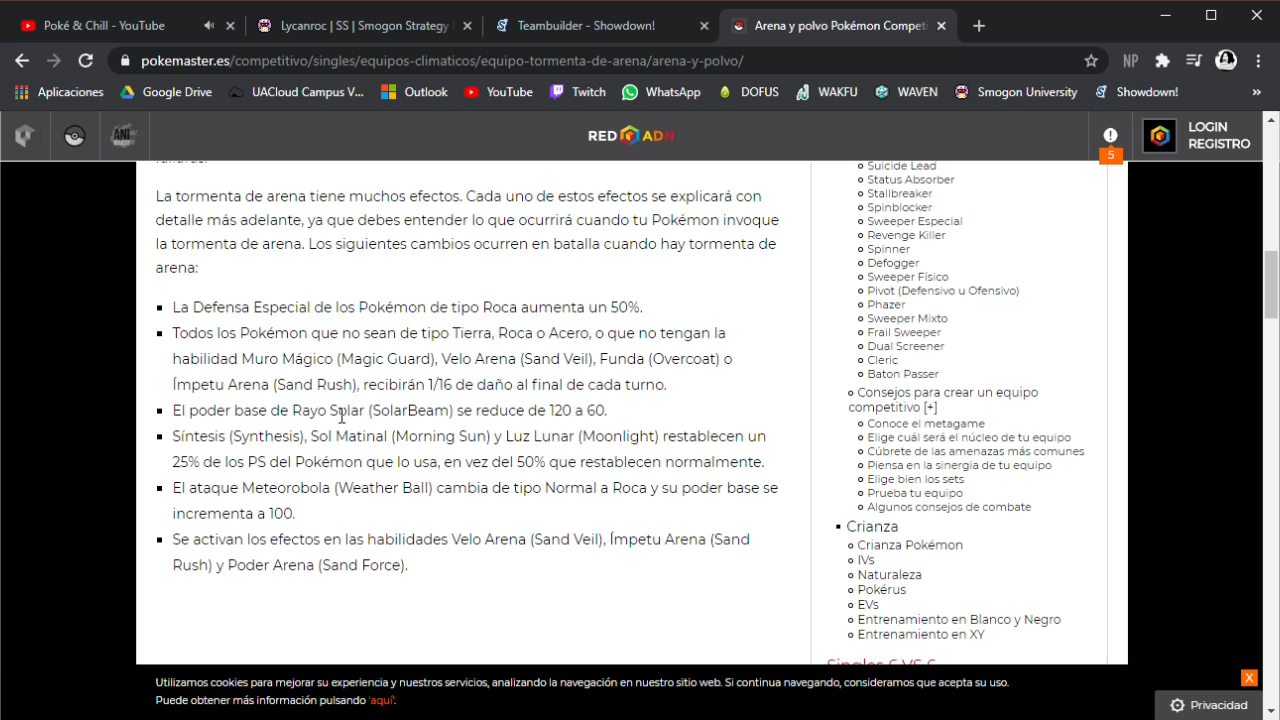 Poké & Chill - YouTube
Lycanroc | SS | Smogon Strategy
Teambuilder - Showdown!
Arena y polvo Pokémon Competi
pokemaster.es/competitivo/singles/equipos-climaticos/equipo-tormenta-de-arena/arena-y-polvo/
NP
Aplicaciones
Google Drive
UACloud Campus V...
Outlook
YouTube
Twitch
WhatsApp
DOFUS
WAKFU
WAVEN
Smogon University
Showdown!
»
ANI
RED ADN
5
LOGIN
REGISTRO
La tormenta de arena tiene muchos efectos. Cada uno de estos efectos se explicará con
detalle más adelante, ya que debes entender lo que ocurrirá cuando tu Pokémon invoque
la tormenta de arena. Los siguientes cambios ocurren en batalla cuando hay tormenta de
arena:
La Defensa Especial de los Pokémon de tipo Roca aumenta un 50%.
Todos los Pokémon que no sean de tipo Tierra, Roca o Acero, o que no tengan la
habilidad Muro Mágico (Magic Guard), Velo Arena (Sand Veil), Funda (Overcoat) o
Ímpetu Arena (Sand Rush), recibirán 1/16 de daño al final de cada turno.
El poder base de Rayo Solar (SolarBeam) se reduce de 120 a 60.
Síntesis (Synthesis), Sol Matinal (Morning Sun) y Luz Lunar (Moonlight) restablecen un
25% de los PS del Pokémon que lo usa, en vez del 50% que restablecen normalmente.
El ataque Meteorobola (Weather Ball) cambia de tipo Normal a Roca y su poder base se
incrementa a 100.
Se activan los efectos en las habilidades Velo Arena (Sand Veil), Ímpetu Arena (Sand
Rush) y Poder Arena (Sand Force).
Suicide Lead
Status Absorber
Stallbreaker
Spinblocker
Sweeper Especial
Revenge Killer
Spinner
Defogger
Sweeper Físico
Pivot (Defensivo u Ofensivo)
Phazer
Sweeper Mixto
Frail Sweeper
Dual Screener
Cleric
Baton Passer
Consejos para crear un equipo
competitivo [+]
Conoce el metagame
Elige cuál será el núcleo de tu equipo
Cúbrete de las amenazas más comunes
Piensa en la sinergia de tu equipo
Elige bien los sets
Prueba tu equipo
Algunos consejos de combate
Crianza
Crianza Pokémon
IVs
Naturaleza
Pokérus
EVs
Entrenamiento en Blanco y Negro
Entrenamiento en XY
Singles 6 VS 6
Utilizamos cookies para mejorar su experiencia y nuestros servicios, analizando la navegación en nuestro sitio web. Si continua navegando, consideramos que acepta su uso.
Puede obtener más información pulsando 'aquí'.
X
Privacidad